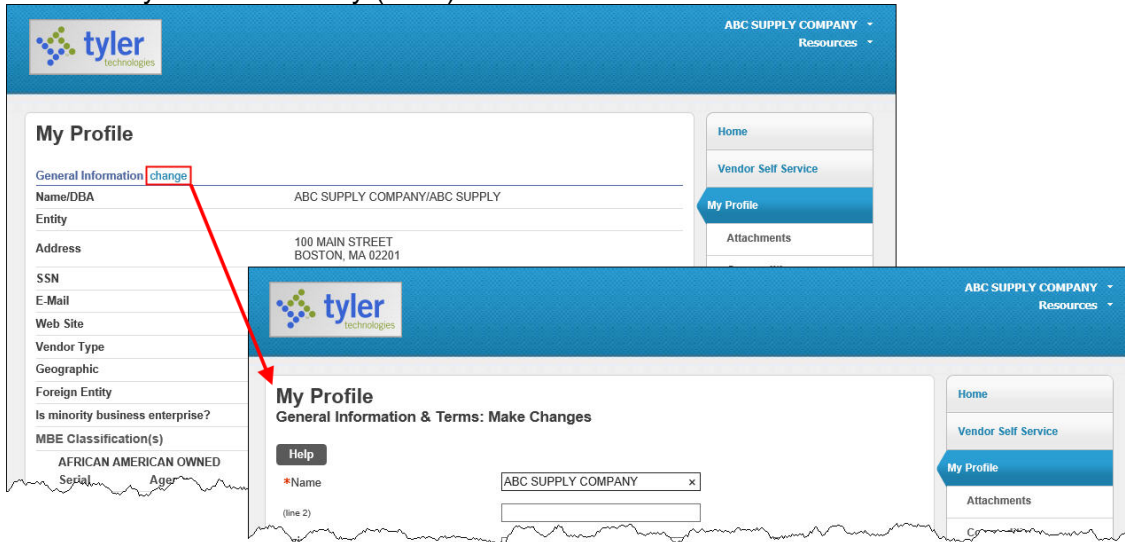 tyler
technologies
ABC SUPPLY COMPANY
Resources
My Profile
General Information change
Name/DBA ABC SUPPLY COMPANY/ABC SUPPLY
Entity
Address 100 MAIN STREET
BOSTON, MA 02201
SSN
E-Mail
Web Site
Vendor Type
Geographic
Foreign Entity
Is minority business enterprise?
MBE Classification(s)
AFRICAN AMERICAN OWNED
Serial
Home
Vendor Self Service
My Profile
Attachments
tyler
technologies
ABC SUPPLY COMPANY
Resources
My Profile
General Information & Terms: Make Changes
Help
*Name ABC SUPPLY COMPANY ×
(line 2)
Home
Vendor Self Service
My Profile
Attachments